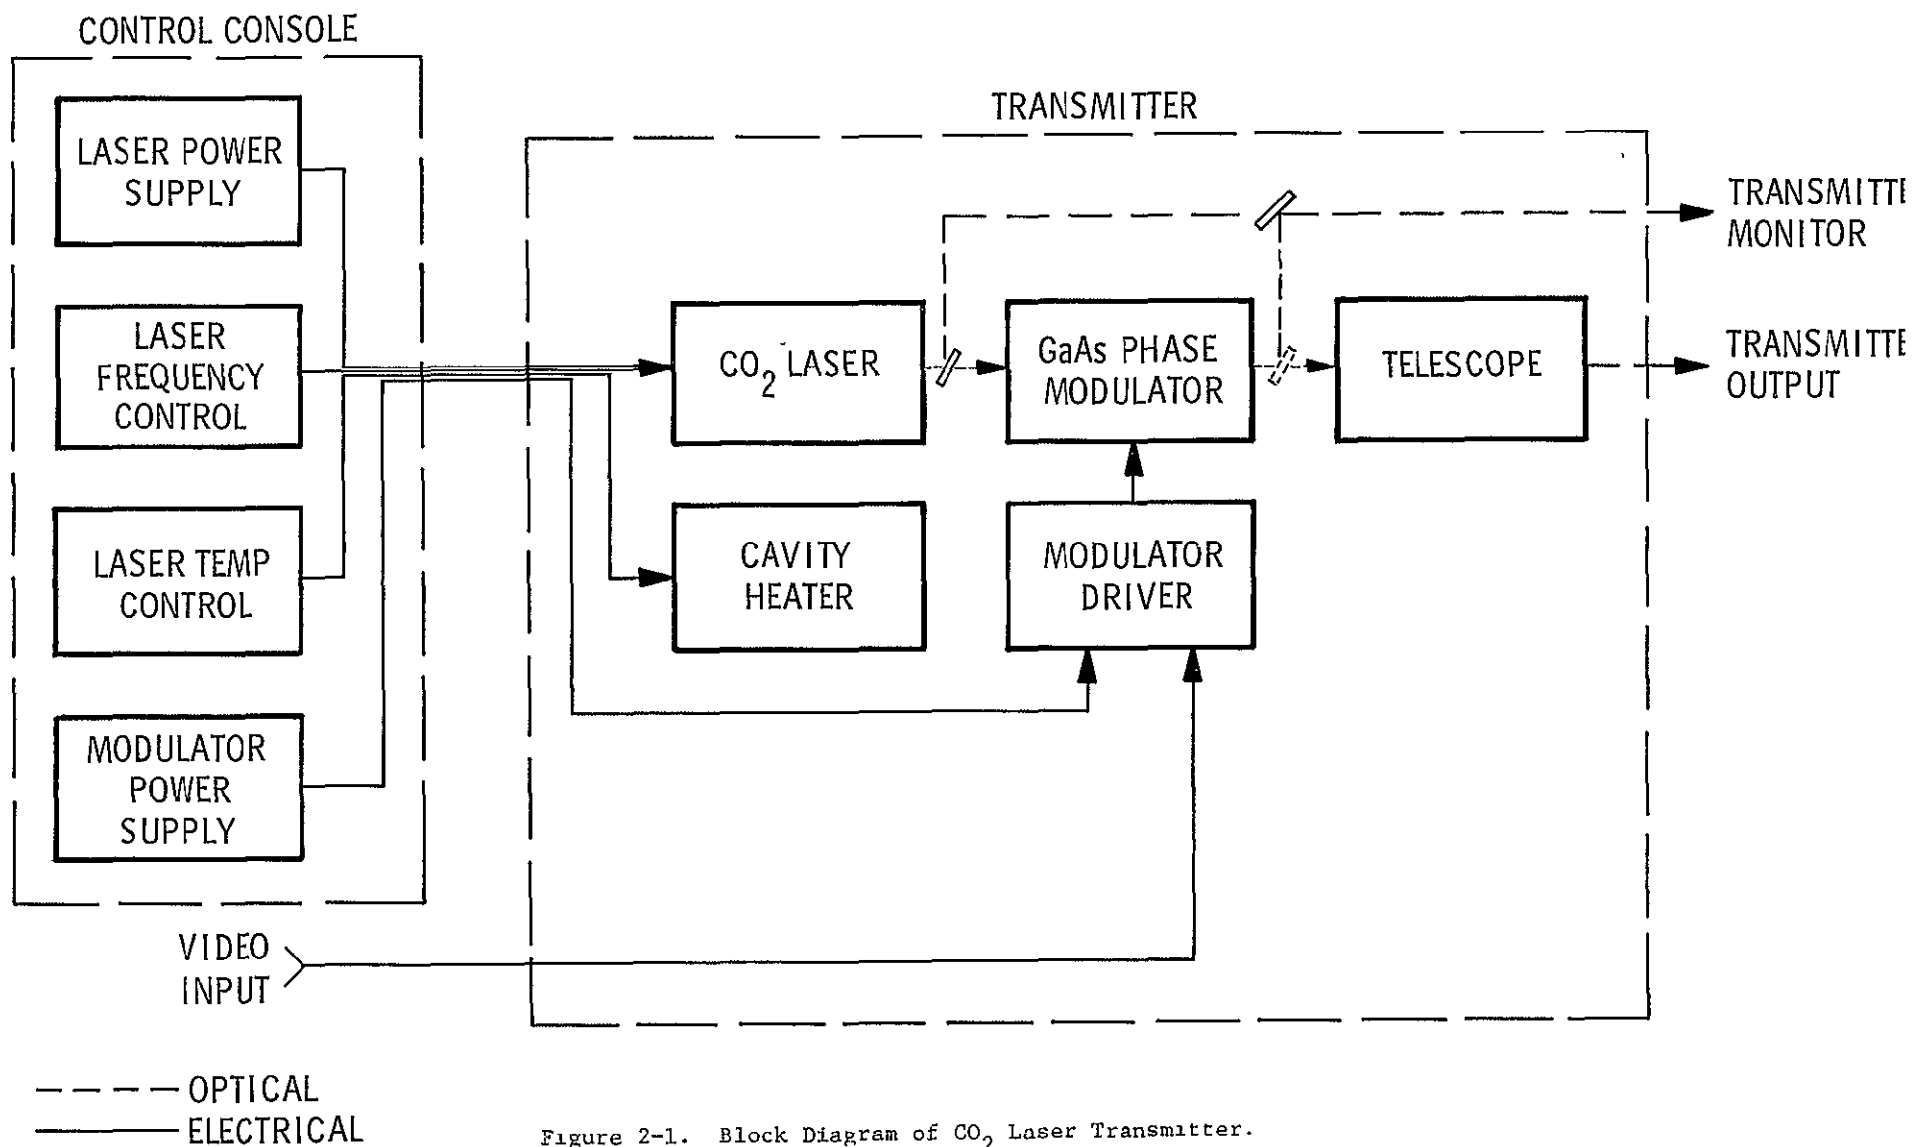 CONTROL CONSOLE
LASER POWER
SUPPLY
LASER
FREQUENCY
CONTROL
LASER TEMP
CONTROL
MODULATOR
POWER
SUPPLY
VIDEO
INPUT
TRANSMITTER
CO2 LASER
GaAs PHASE
MODULATOR
TELESCOPE
CAVITY
HEATER
MODULATOR
DRIVER
TRANSMITTE
MONITOR
TRANSMITTE
OUTPUT
OPTICAL
ELECTRICAL
Figure 2-1. Block Diagram of CO2 Laser Transmitter.